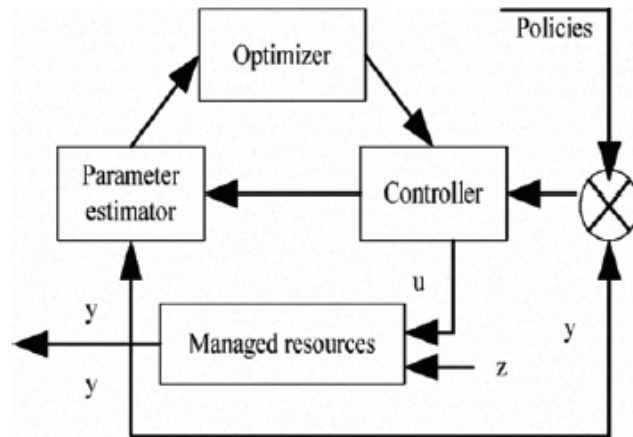 Policies
Optimizer
Parameter
estimator
Controller
u
y
Managed resources
y
z
y